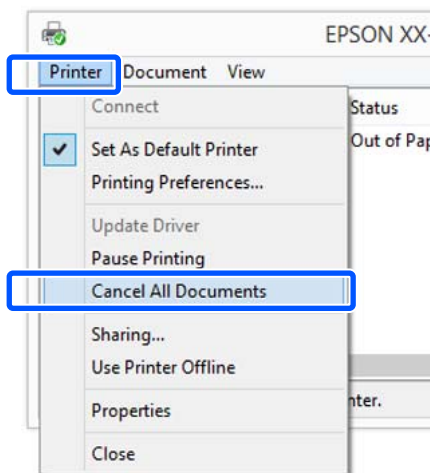 EPSON XX-
Printer Document View
Connect
Status
Set As Default Printer
Out of Pap
Printing Preferences...
Update Driver
Pause Printing
Cancel All Documents
Sharing...
Use Printer Offline
Properties
nter.
Close